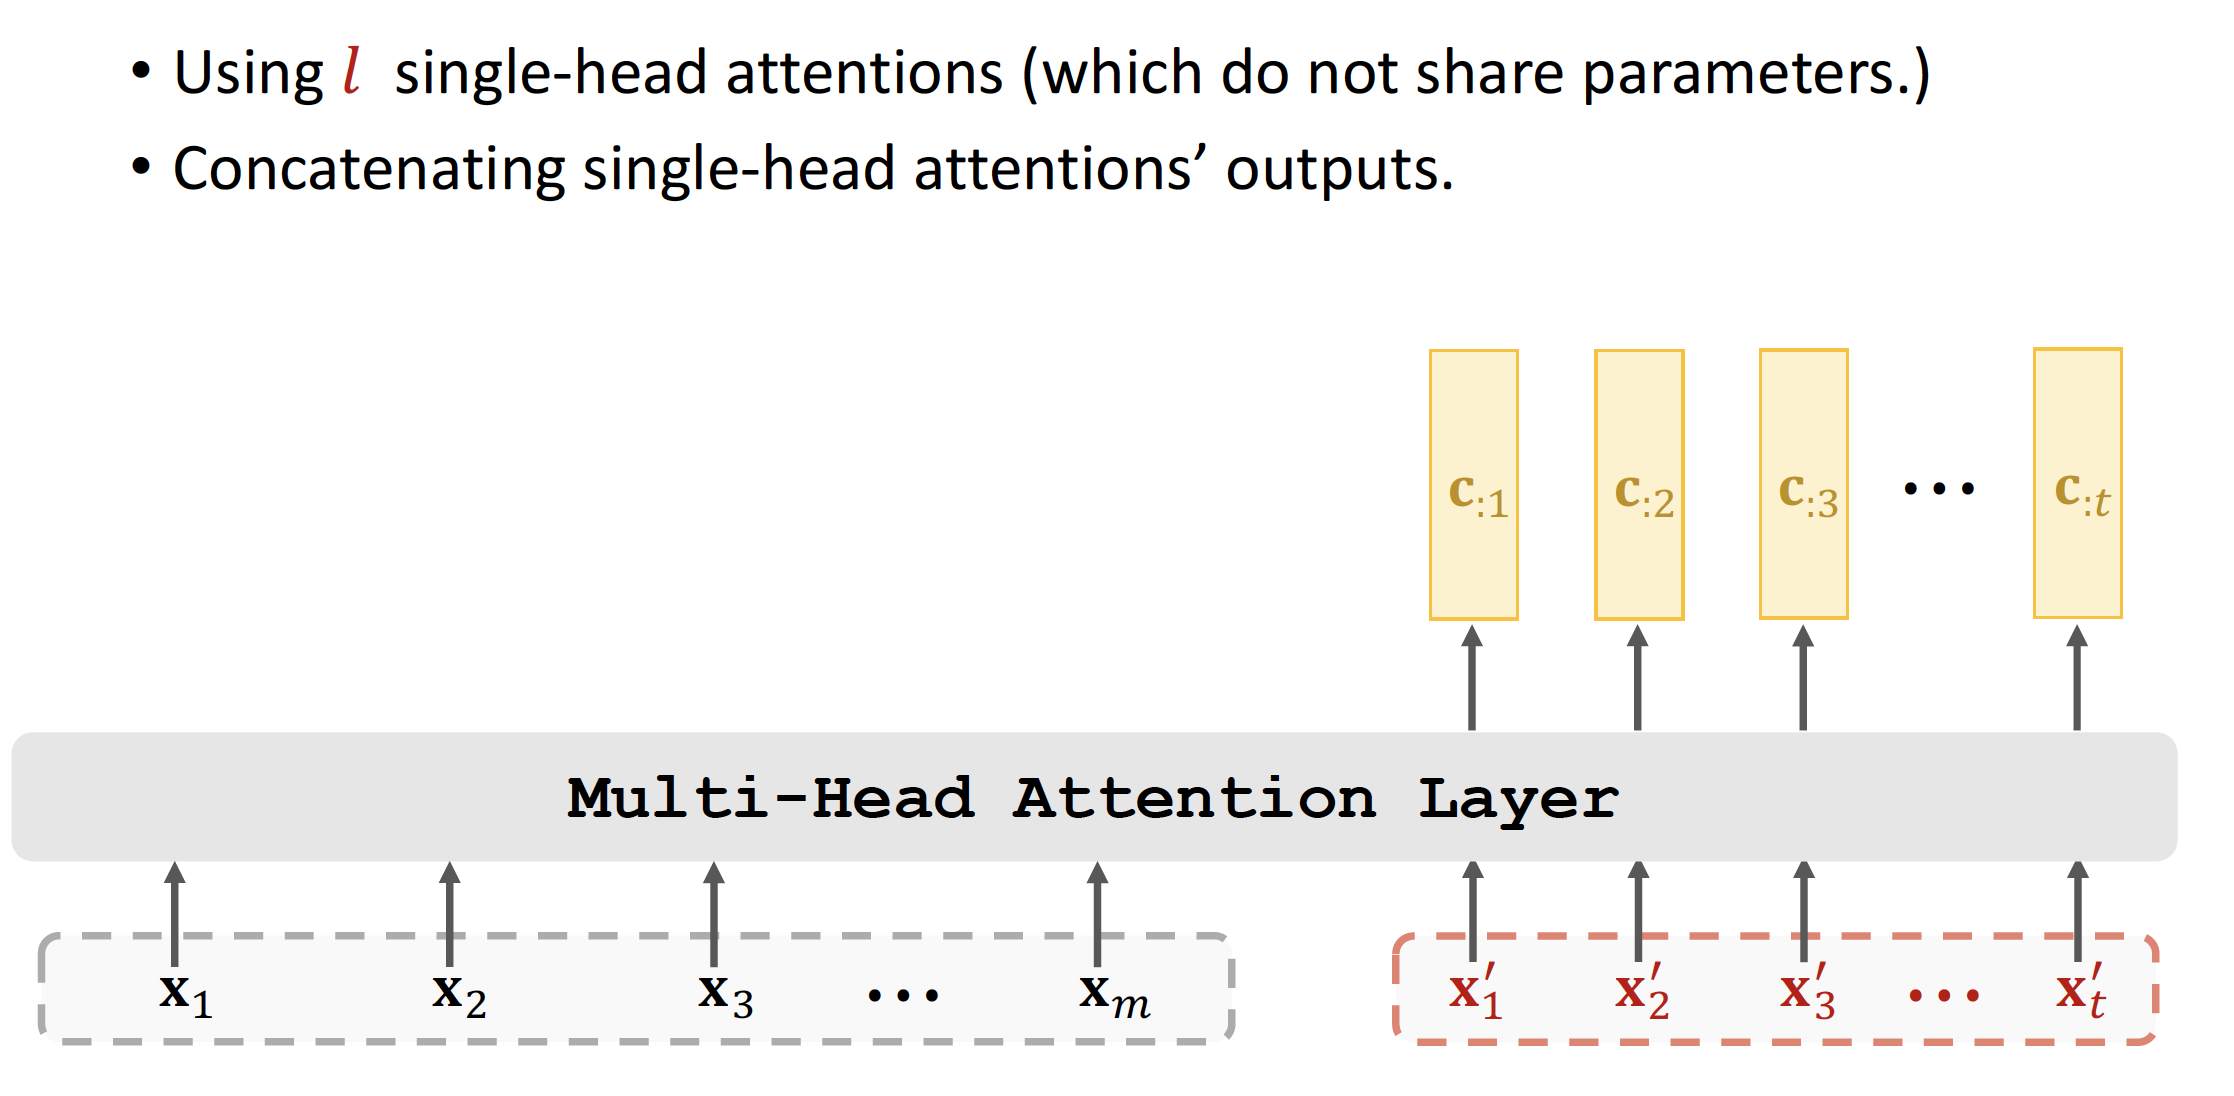 • Using l single-head attentions (which do not share parameters.)
• Concatenating single-head attentions’ outputs.
c:1 c:2 c:3 ⋯ c:t
Multi-Head Attention Layer
x1 x2 x3 ⋯ xm x′1 x′2 x′3 ⋯ x′t